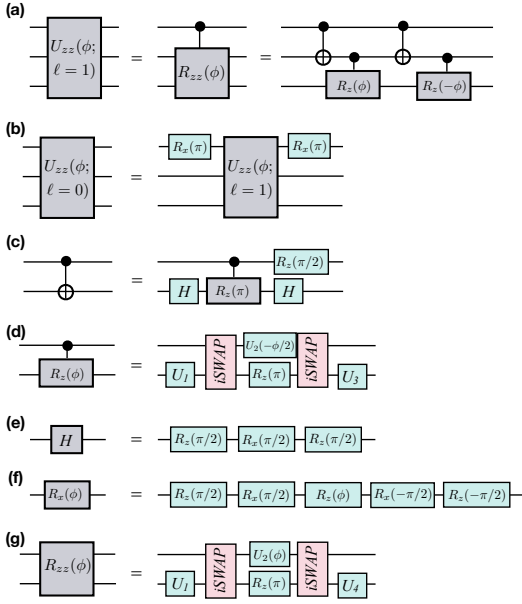 (a)
U_{zz}(ϕ; ℓ = 1) = R_{zz}(ϕ) = R_z(ϕ) R_z(−ϕ)
(b)
U_{zz}(ϕ; ℓ = 0) = R_x(π) U_{zz}(ϕ; ℓ = 1) R_x(π)
(c)
= H R_z(π) R_z(π/2) H
(d)
R_z(ϕ) = U_1 iSWAP U_2(−ϕ/2) R_z(π) iSWAP U_3
(e)
H = R_z(π/2) R_x(π/2) R_z(π/2)
(f)
R_x(ϕ) = R_z(π/2) R_x(π/2) R_z(ϕ) R_x(−π/2) R_z(−π/2)
(g)
R_{zz}(ϕ) = U_1 iSWAP U_2(ϕ) R_z(π) iSWAP U_4